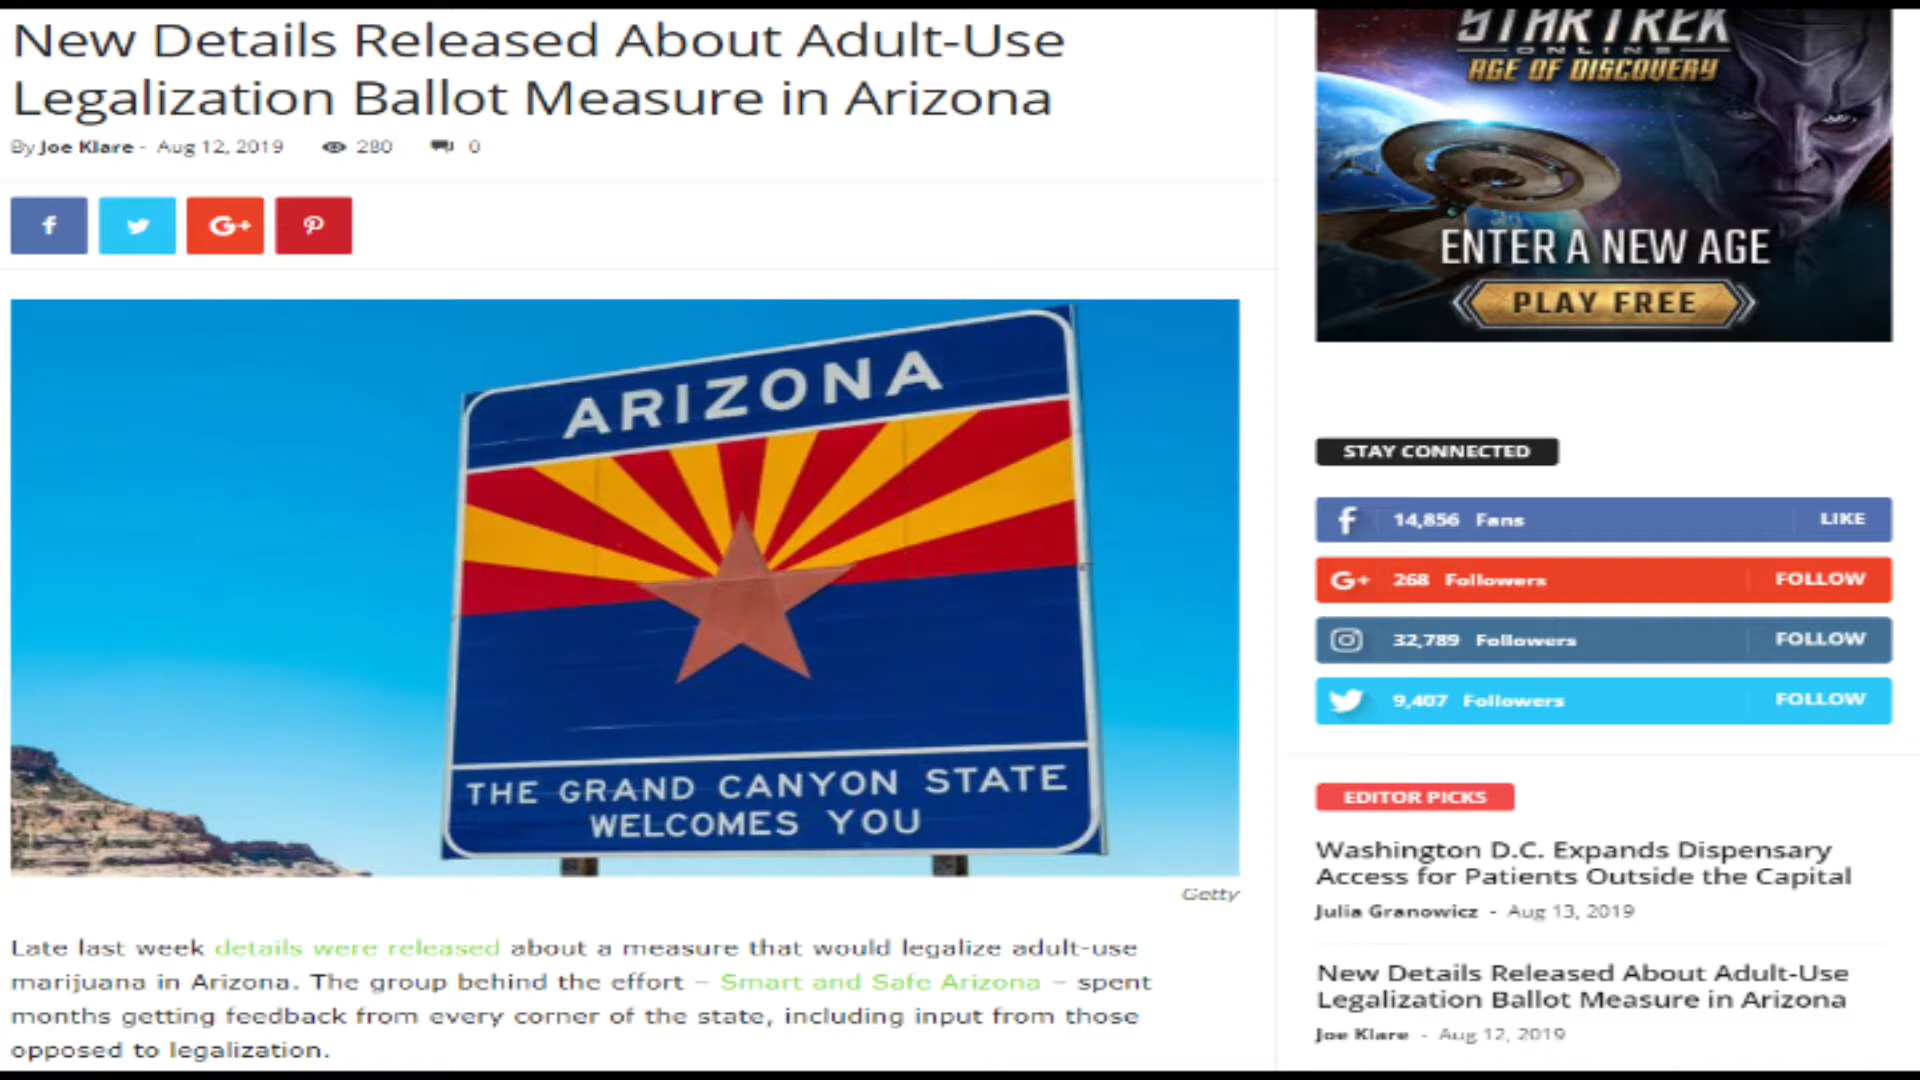 New Details Released About Adult-Use
Legalization Ballot Measure in Arizona
By Joe Klare - Aug 12, 2019 280 0
f G+
ARIZONA
THE GRAND CANYON STATE
WELCOMES YOU
Getty
Late last week details were released about a measure that would legalize adult-use
marijuana in Arizona. The group behind the effort – Smart and Safe Arizona – spent
months getting feedback from every corner of the state, including input from those
opposed to legalization.
STAR TREK
ONLINE
AGE OF DISCOVERY
ENTER A NEW AGE
PLAY FREE
STAY CONNECTED
f 14,856 Fans LIKE
G+ 268 Followers FOLLOW
32,789 Followers FOLLOW
9,407 Followers FOLLOW
EDITOR PICKS
Washington D.C. Expands Dispensary
Access for Patients Outside the Capital
Julia Granowicz - Aug 13, 2019
New Details Released About Adult-Use
Legalization Ballot Measure in Arizona
Joe Klare - Aug 12, 2019